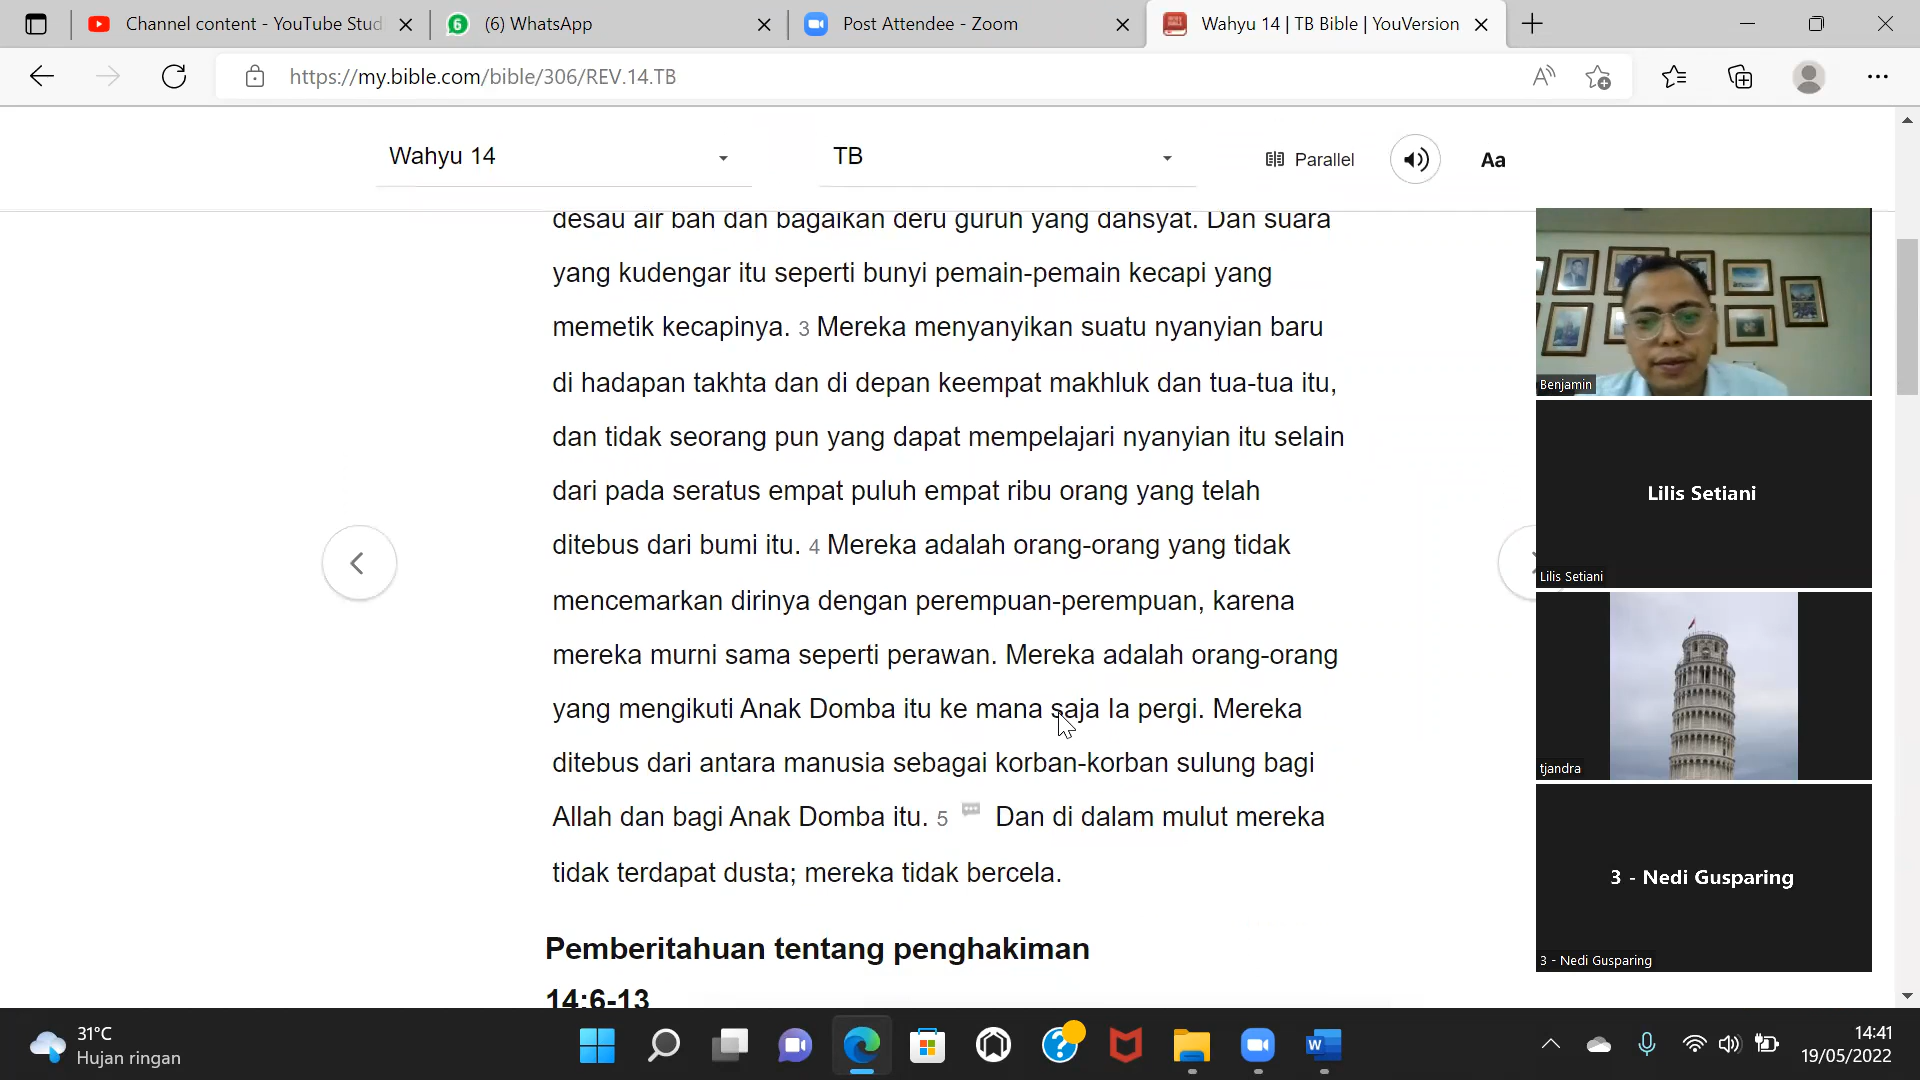 Channel content - YouTube Stud
6
(6) WhatsApp
Post Attendee - Zoom
Wahyu 14 | TB Bible | YouVersion
https://my.bible.com/bible/306/REV.14.TB
Wahyu 14
TB
Parallel
Aa
desau air bah dan bagaikan deru guruh yang dahsyat. Dan suara
yang kudengar itu seperti bunyi pemain-pemain kecapi yang
memetik kecapinya. 3 Mereka menyanyikan suatu nyanyian baru
di hadapan takhta dan di depan keempat makhluk dan tua-tua itu,
dan tidak seorang pun yang dapat mempelajari nyanyian itu selain
dari pada seratus empat puluh empat ribu orang yang telah
ditebus dari bumi itu. 4 Mereka adalah orang-orang yang tidak
mencemarkan dirinya dengan perempuan-perempuan, karena
mereka murni sama seperti perawan. Mereka adalah orang-orang
yang mengikuti Anak Domba itu ke mana saja Ia pergi. Mereka
ditebus dari antara manusia sebagai korban-korban sulung bagi
Allah dan bagi Anak Domba itu. 5 Dan di dalam mulut mereka
tidak terdapat dusta; mereka tidak bercela.
Pemberitahuan tentang penghakiman
14:6-13
Benjamin
Lilis Setiani
Lilis Setiani
tjandra
3 - Nedi Gusparing
3 - Nedi Gusparing
31°C
Hujan ringan
14:41
19/05/2022